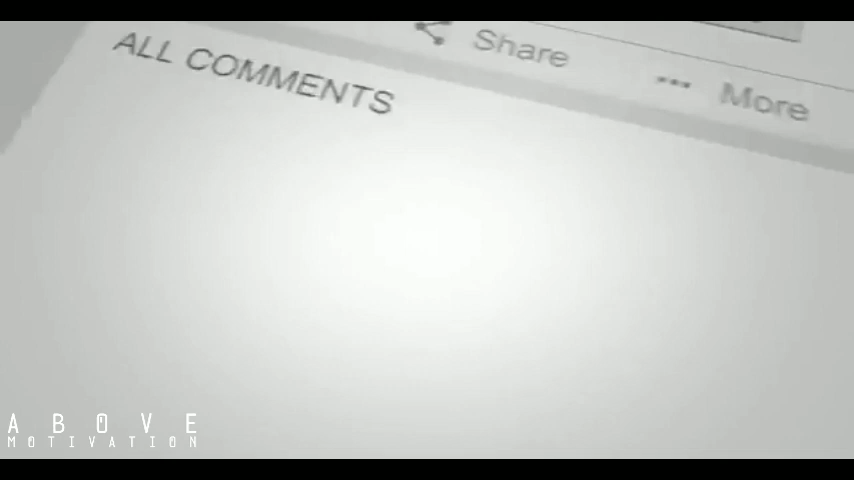 Share
••• More
ALL COMMENTS
ABOVE
MOTIVATION